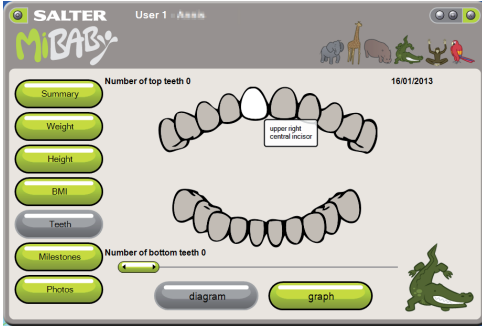 SALTER
User 1
MiBABy
Number of top teeth 0
16/01/2013
Summary
Weight
Height
BMI
Teeth
Milestones
Photos
upper right
central incisor
Number of bottom teeth 0
diagram
graph